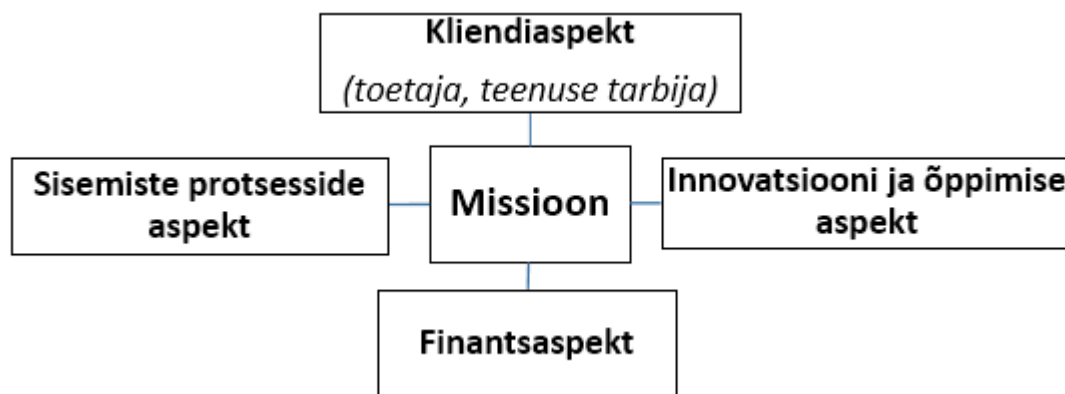 Kliendiaspekt
(toetaja, teenuse tarbija)
Sisemiste protsesside
aspekt
Missioon
Innovatsiooni ja õppimise
aspekt
Finantsaspekt